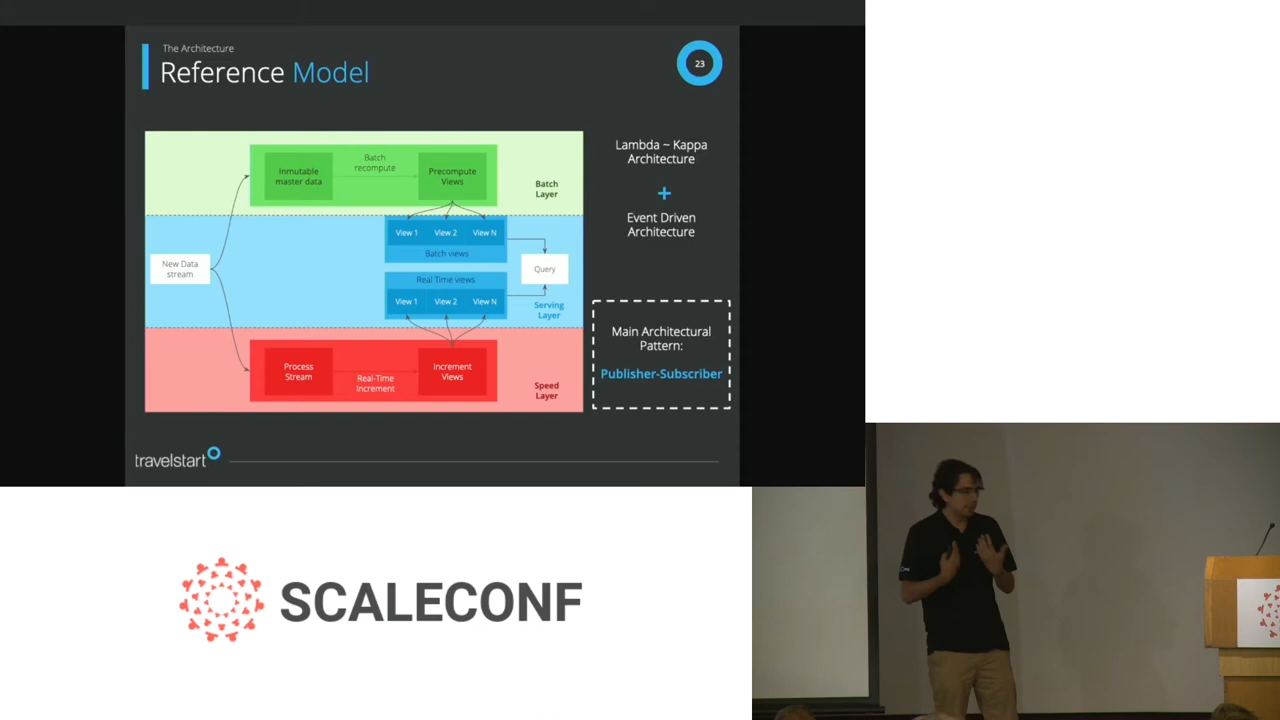 The Architecture
Reference Model
23
Inmutable
master data
Batch
recompute
Precompute
Views
Batch
Layer
View 1
View 2
View N
Batch views
New Data
stream
Query
Real Time views
View 1
View 2
View N
Serving
Layer
Process
Stream
Real-Time
Increment
Increment
Views
Speed
Layer
Lambda ~ Kappa
Architecture
+
Event Driven
Architecture
Main Architectural
Pattern:
Publisher-Subscriber
travelstart
SCALECONF